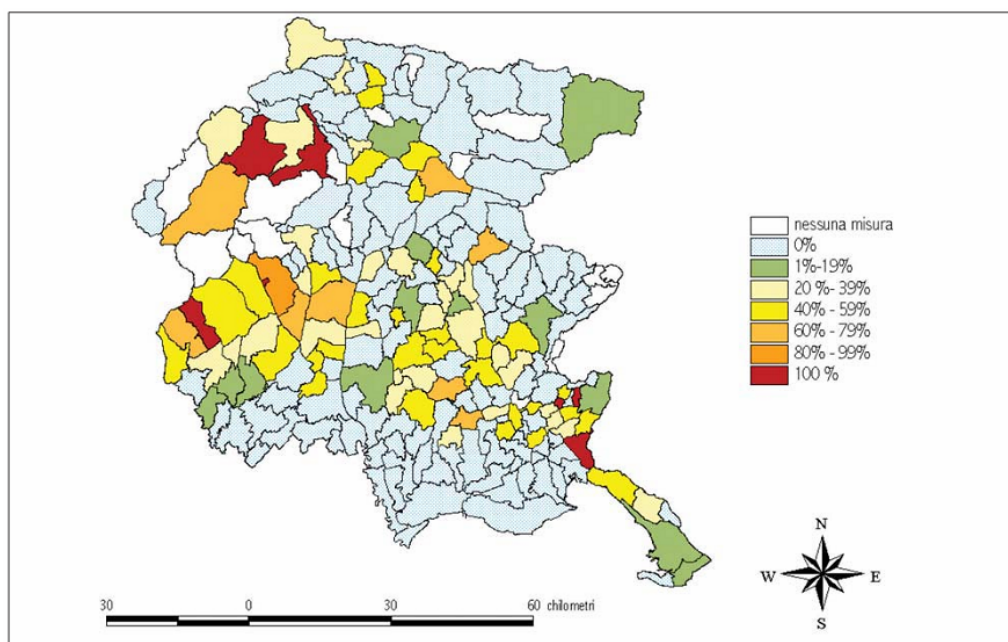 nessuna misura
0%
1%-19%
20 %- 39%
40% - 59%
60% - 79%
80% - 99%
100 %
N
W E
S
30 0 30 60 chilometri